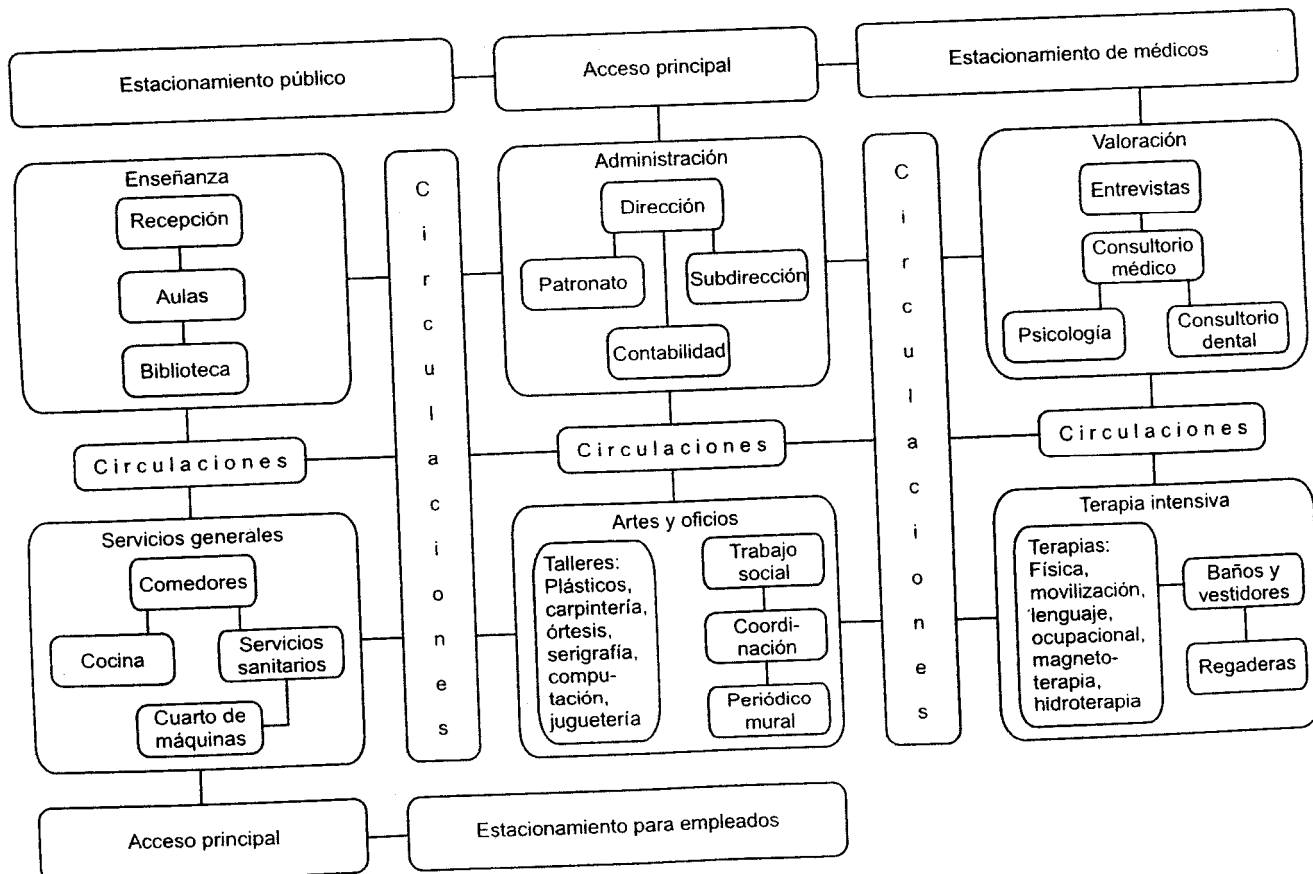 Estacionamiento público
Acceso principal
Estacionamiento de médicos
Enseñanza
Recepción
Aulas
Biblioteca
Circulaciones
Administración
Dirección
Patronato
Subdirección
Contabilidad
Circulaciones
Valoración
Entrevistas
Consultorio
médico
Psicología
Consultorio
dental
Circulaciones
Circulaciones
Circulaciones
Servicios generales
Comedores
Cocina
Servicios
sanitarios
Cuarto de
máquinas
Artes y oficios
Talleres:
Plásticos,
carpintería,
órtesis,
serigrafía,
compu-
tación,
juguetería
Trabajo
social
Coordi-
nación
Periódico
mural
Terapia intensiva
Terapias:
Física,
movilización,
lenguaje,
ocupacional,
magneto-
terapia,
hidroterapia
Baños y
vestidores
Regaderas
Acceso principal
Estacionamiento para empleados